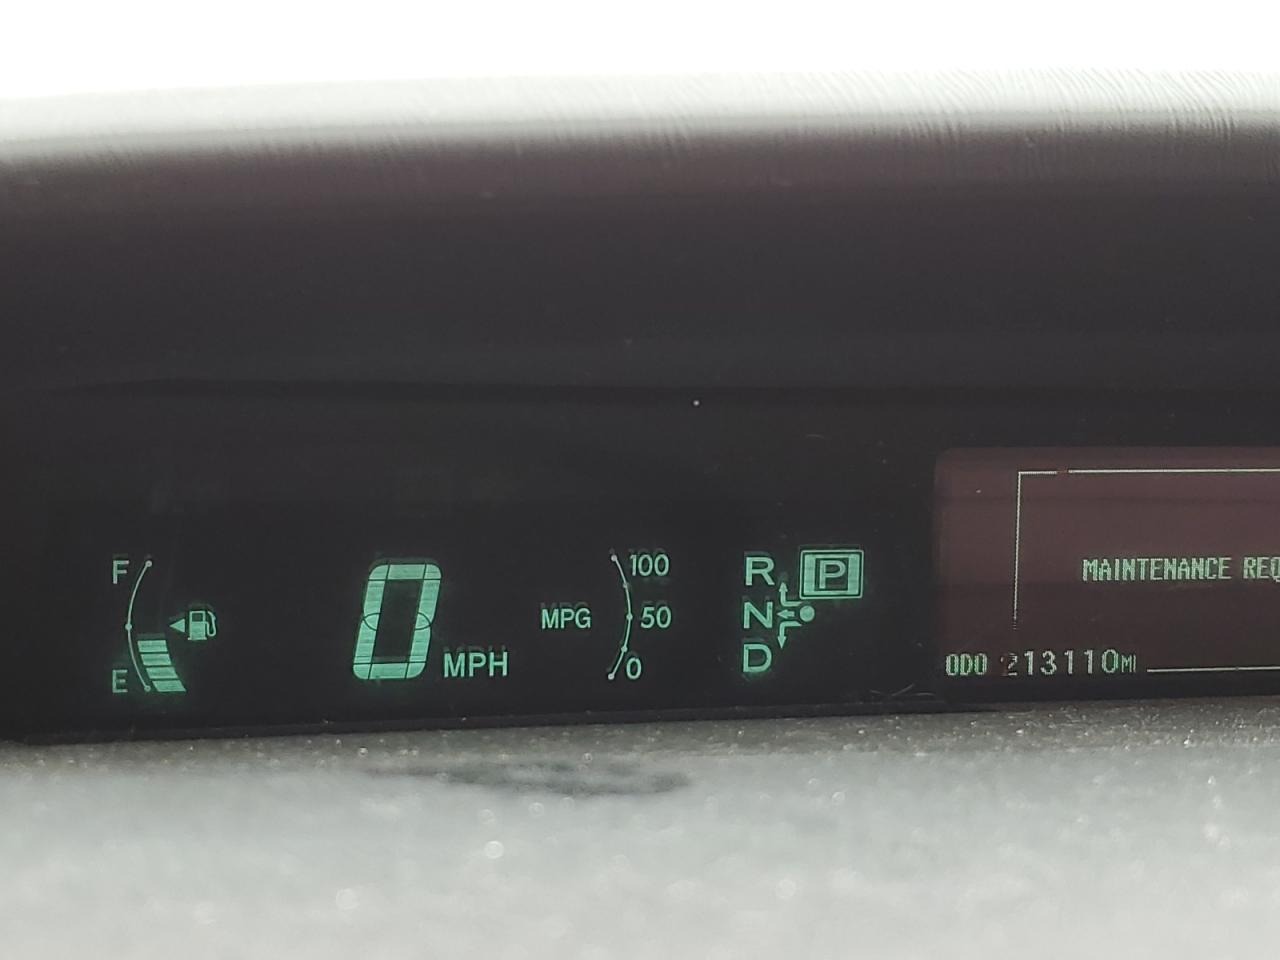 F
E
0 MPH
MPG
100
50
0
R P
N
D
MAINTENANCE REQ
ODO 213110MI